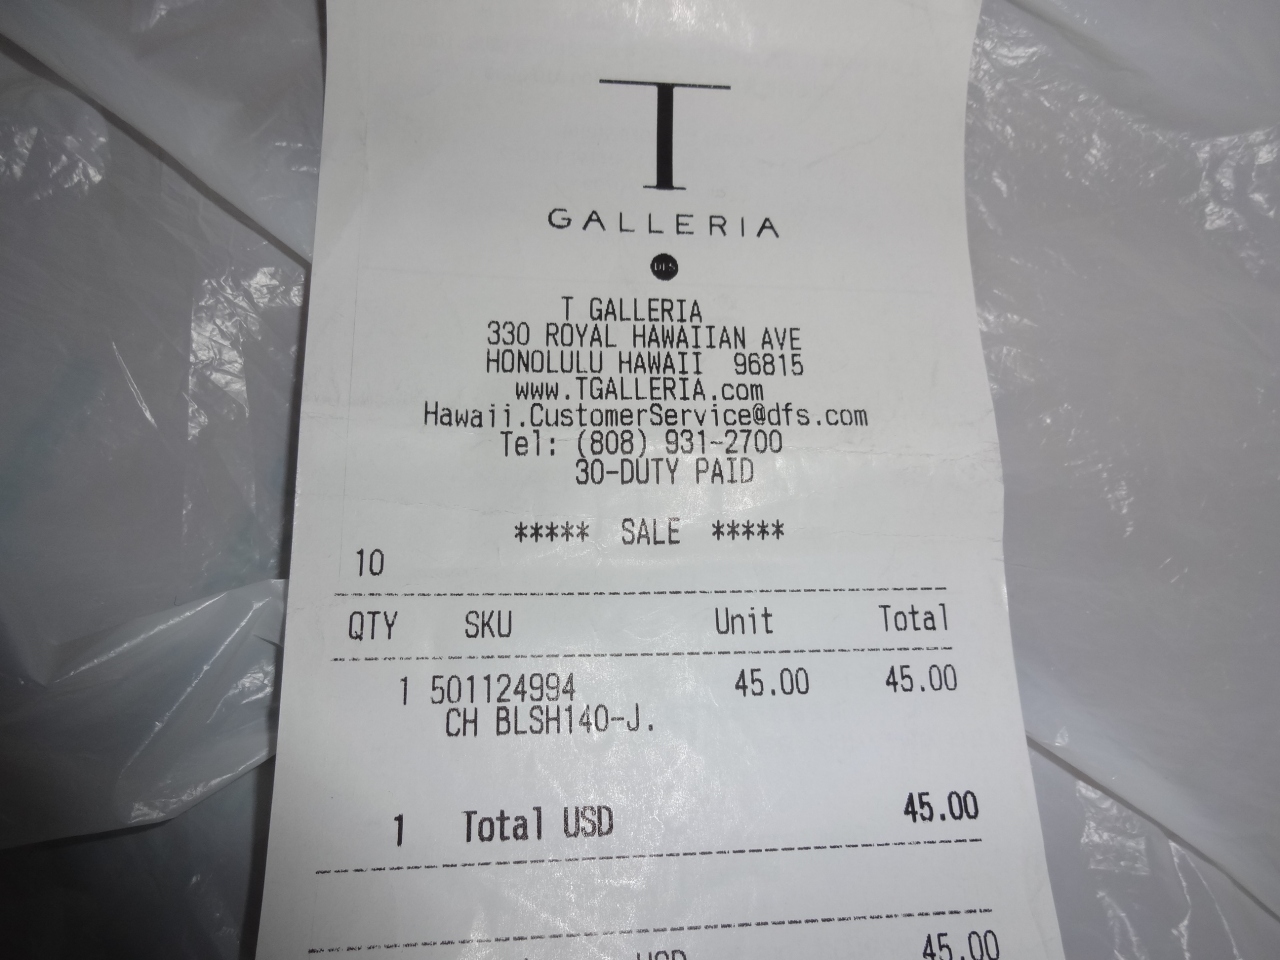 T
GALLERIA
DFS
T GALLERIA
330 ROYAL HAWAIIAN AVE
HONOLULU HAWAII 96815
www.TGALLERIA.com
Hawaii.CustomerService@dfs.com
Tel: (808) 931-2700
30-DUTY PAID
***** SALE *****
10
QTY SKU Unit Total
1 501124994 45.00 45.00
CH BLSH140-J.
1 Total USD 45.00
USD 45.00